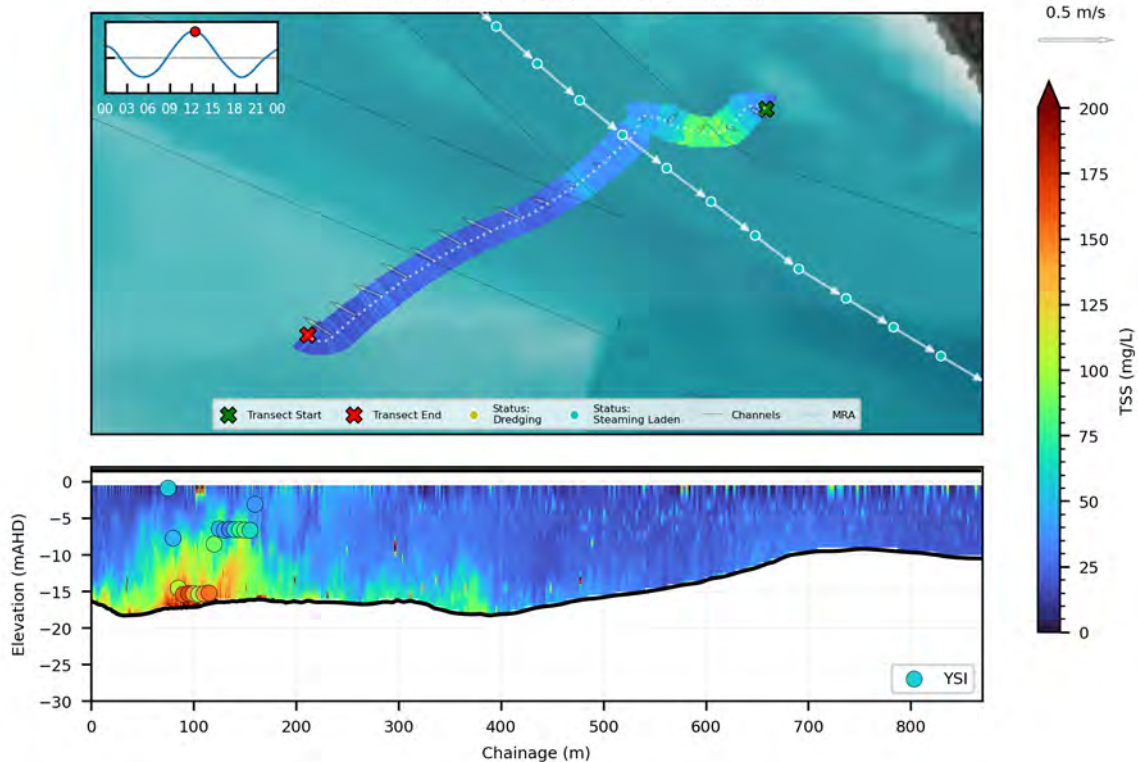 0.5 m/s
00 03 06 09 12 15 18 21 00
Transect Start
Transect End
Status:
Dredging
Status:
Steaming Laden
Channels
MRA
200
175
150
125
100
75
50
25
0
TSS (mg/L)
0
−5
−10
−15
−20
−25
−30
Elevation (mAHD)
YSI
0 100 200 300 400 500 600 700 800
Chainage (m)